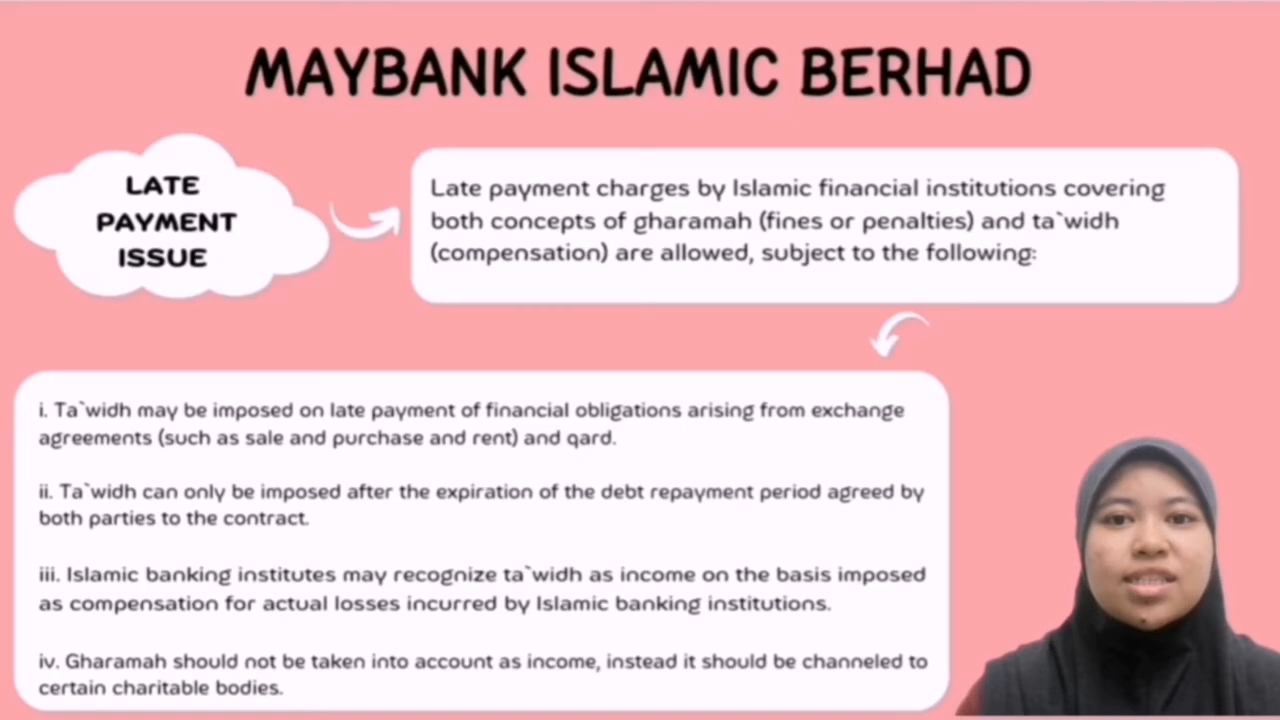 MAYBANK ISLAMIC BERHAD
LATE
PAYMENT
ISSUE
Late payment charges by Islamic financial institutions covering
both concepts of gharamah (fines or penalties) and ta`widh
(compensation) are allowed, subject to the following:
i. Ta`widh may be imposed on late payment of financial obligations arising from exchange
agreements (such as sale and purchase and rent) and qard.
ii. Ta`widh can only be imposed after the expiration of the debt repayment period agreed by
both parties to the contract.
iii. Islamic banking institutes may recognize ta`widh as income on the basis imposed
as compensation for actual losses incurred by Islamic banking institutions.
iv. Gharamah should not be taken into account as income, instead it should be channeled to
certain charitable bodies.